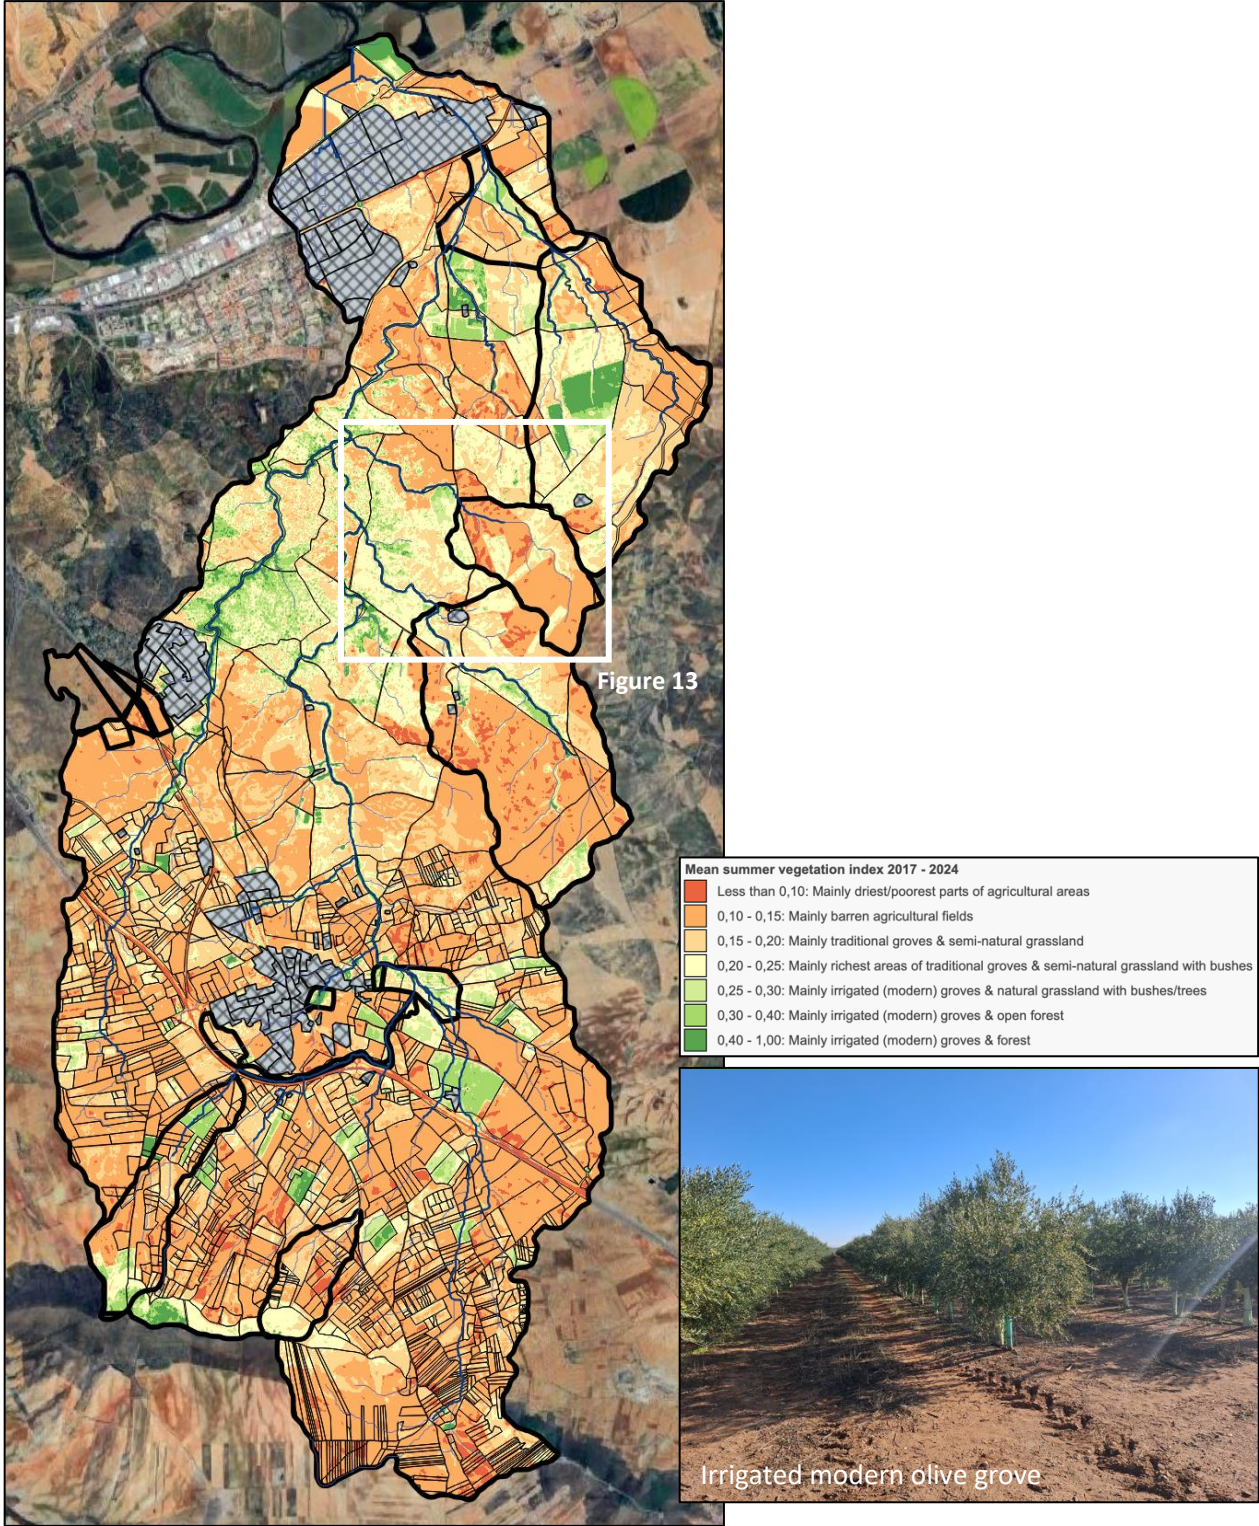 Figure 13
Mean summer vegetation index 2017 - 2024
Less than 0,10: Mainly driest/poorest parts of agricultural areas
0,10 - 0,15: Mainly barren agricultural fields
0,15 - 0,20: Mainly traditional groves & semi-natural grassland
0,20 - 0,25: Mainly richest areas of traditional groves & semi-natural grassland with bushes
0,25 - 0,30: Mainly irrigated (modern) groves & natural grassland with bushes/trees
0,30 - 0,40: Mainly irrigated (modern) groves & open forest
0,40 - 1,00: Mainly irrigated (modern) groves & forest
Irrigated modern olive grove